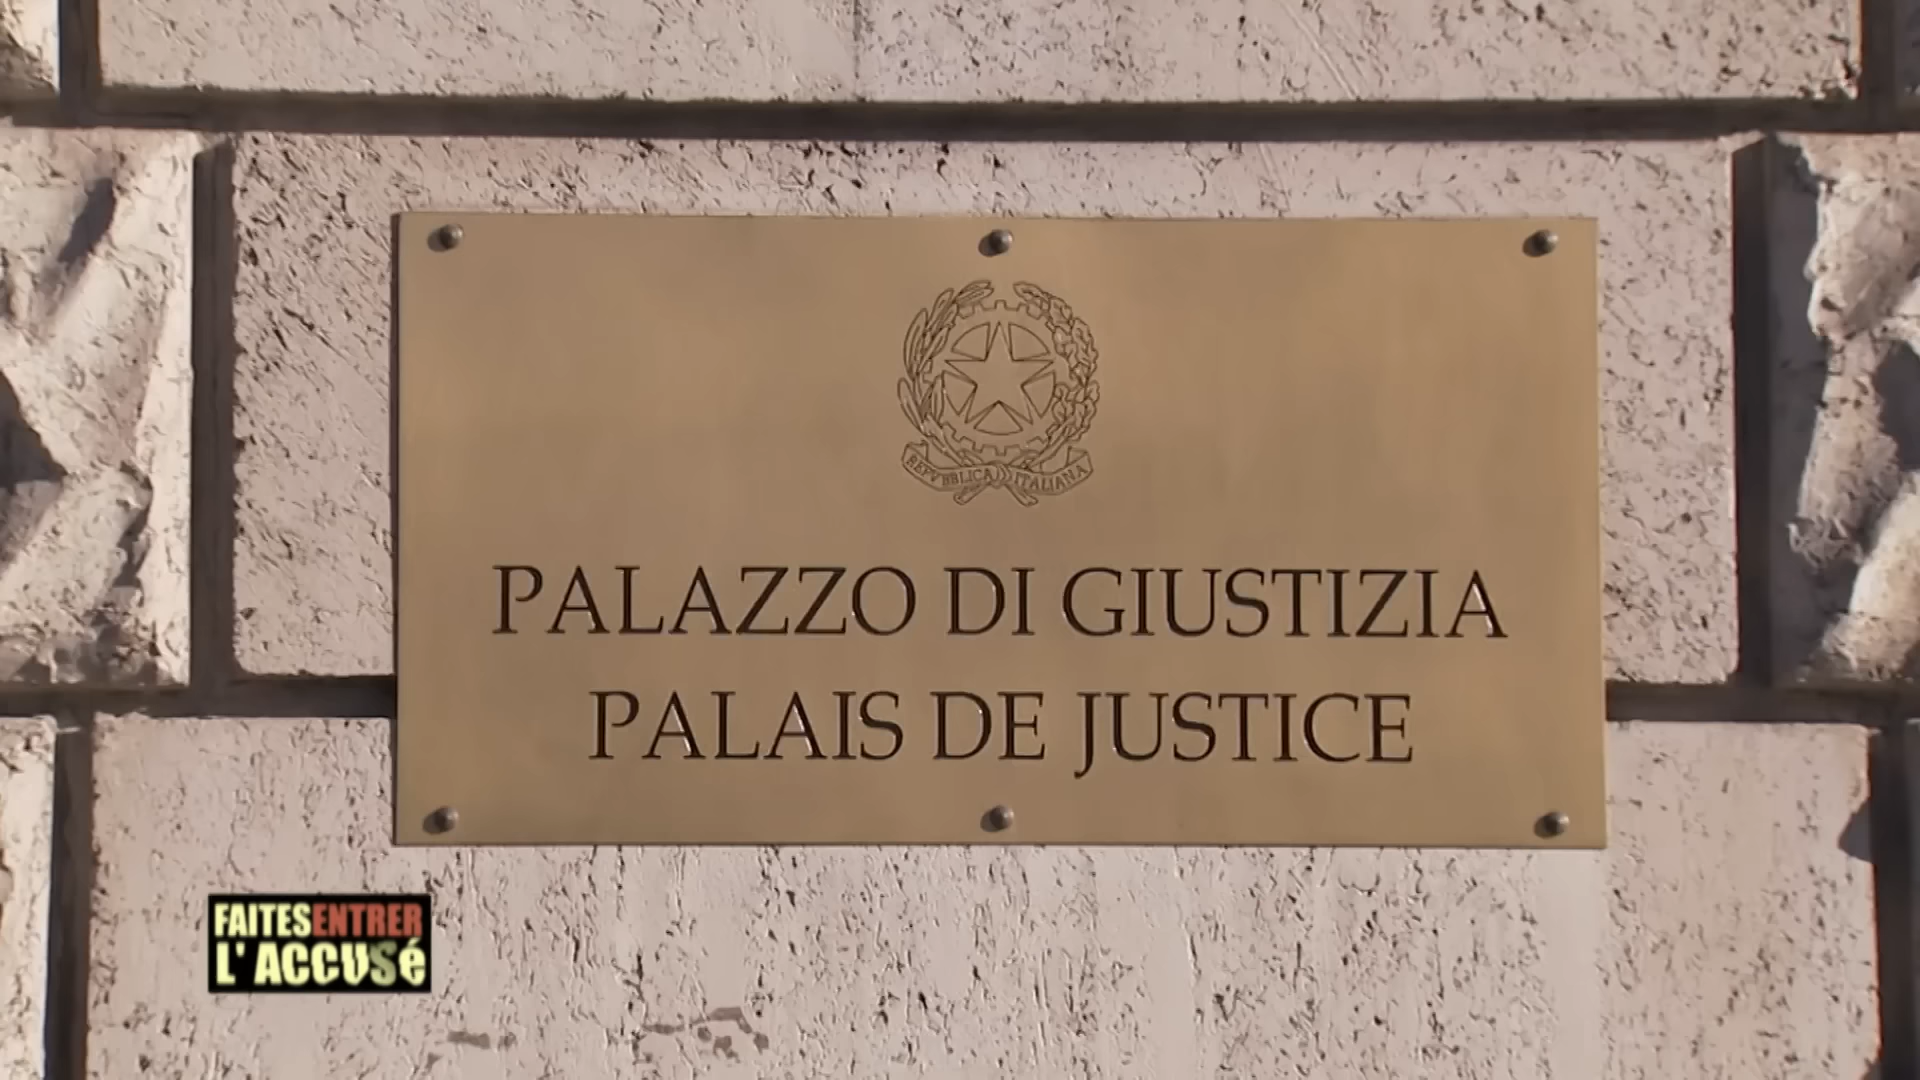 REPVBBLICA ITALIANA
PALAZZO DI GIUSTIZIA
PALAIS DE JUSTICE
FAITES ENTRER
L'ACCUSÉ